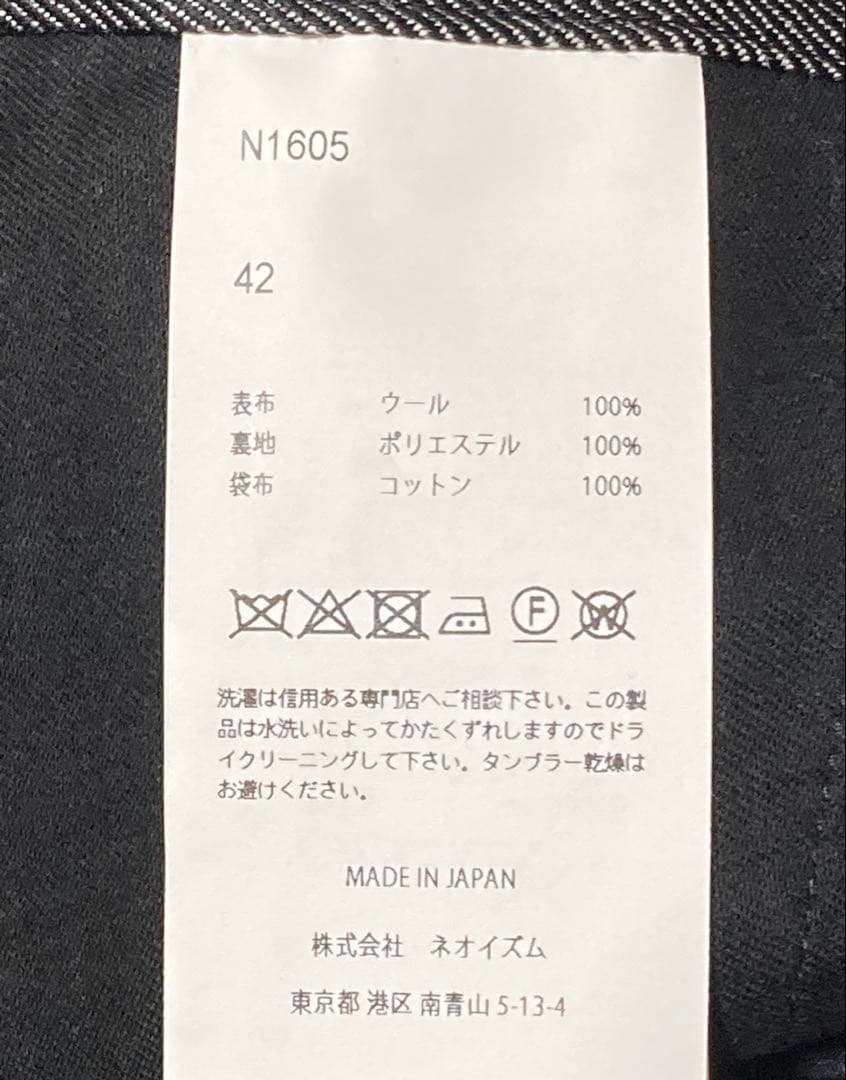 N1605
42
表布 ウール 100%
裏地 ポリエステル 100%
袋布 コットン 100%
F W
洗濯は信用ある専門店へご相談下さい。この製
品は水洗いによってかたくずれしますのでドラ
イクリーニングして下さい。タンブラー乾燥は
お避けください。
MADE IN JAPAN
株式会社 ネオイズム
東京都 港区 南青山 5-13-4